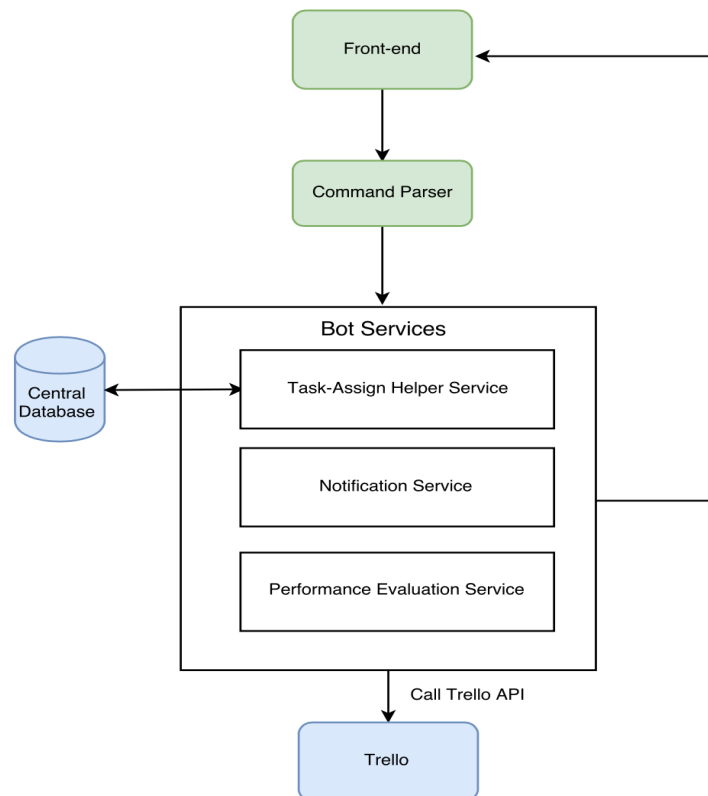 Front-end
Command Parser
Bot Services
Task-Assign Helper Service
Central
Database
Notification Service
Performance Evaluation Service
Call Trello API
Trello